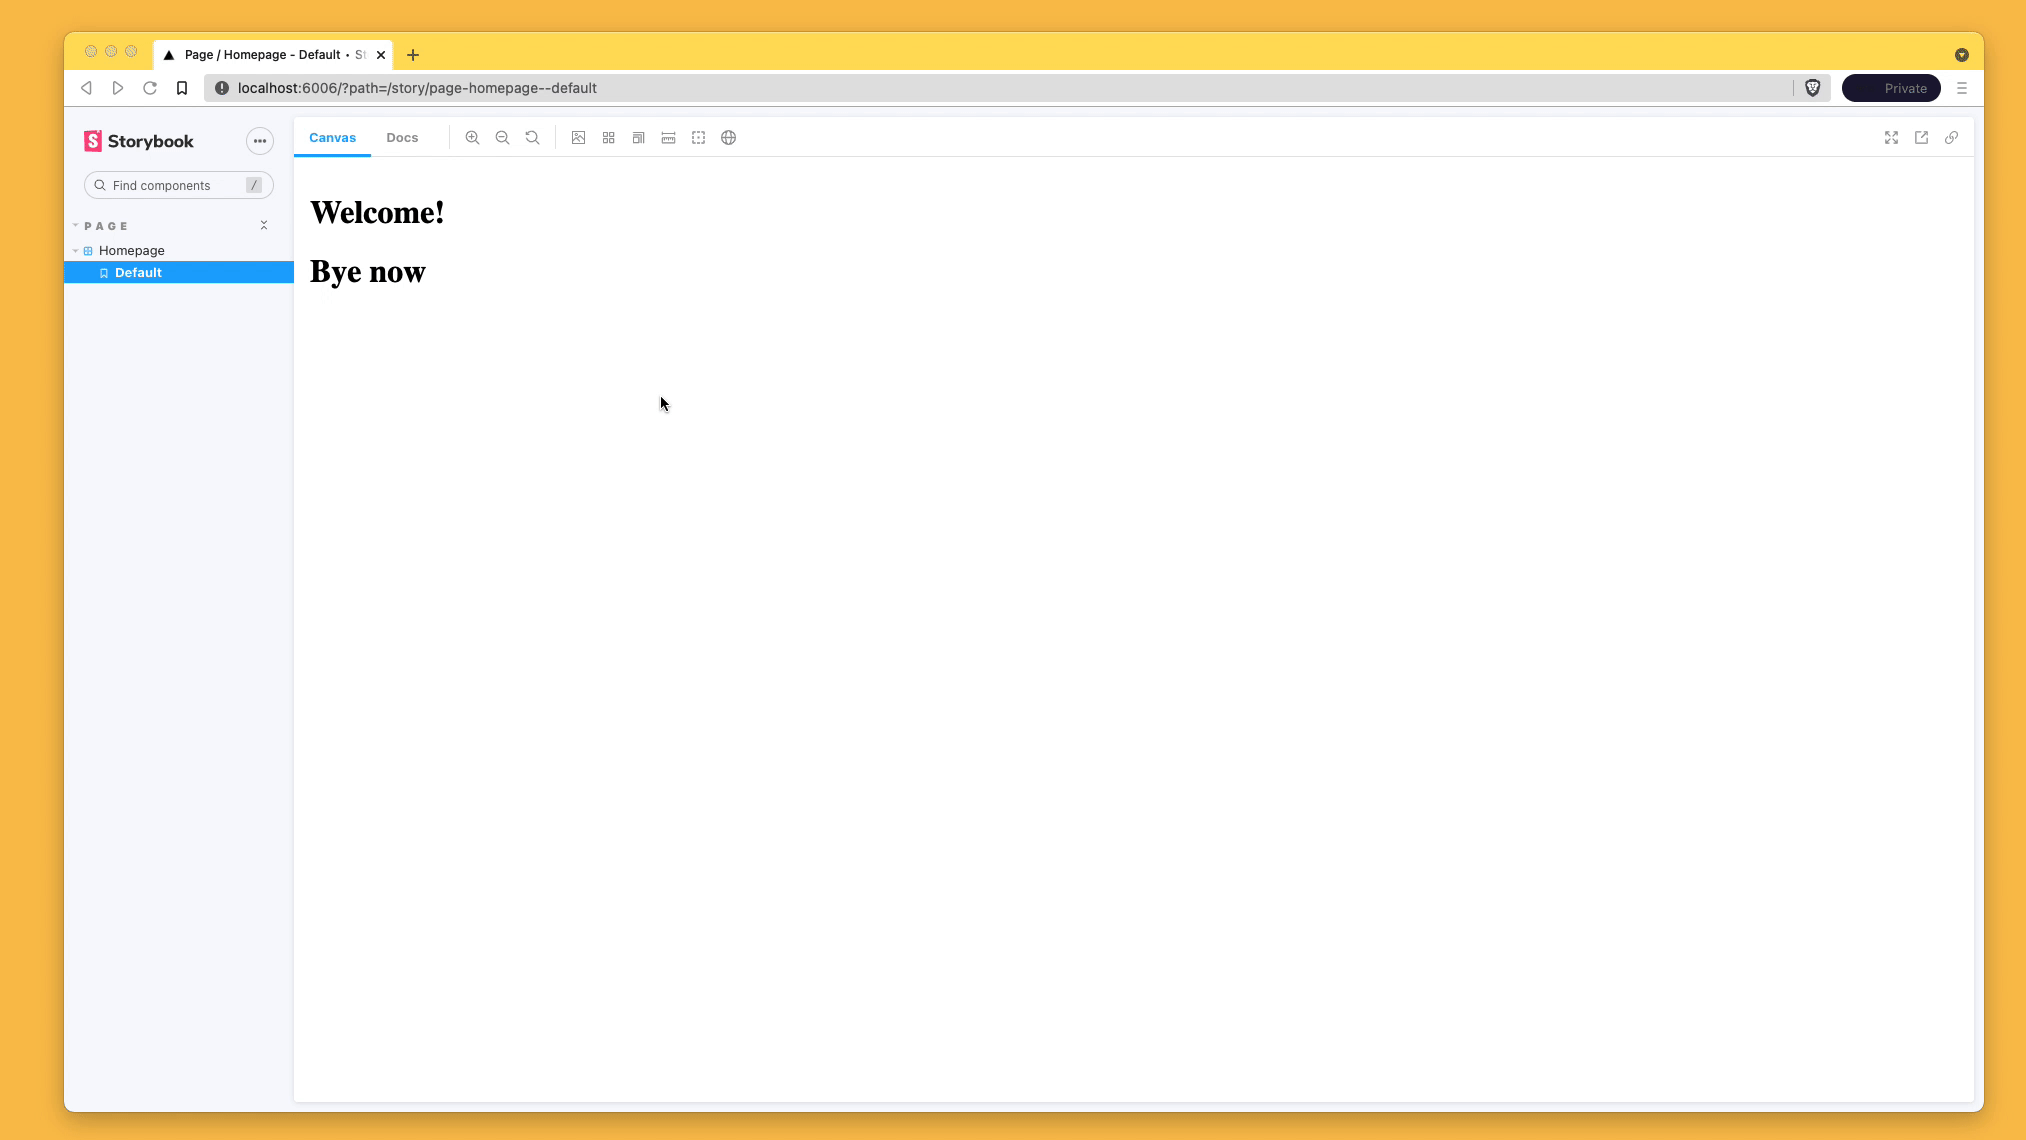 Page / Homepage - Default • St
localhost:6006/?path=/story/page-homepage--default
Private
Storybook
Canvas
Docs
Find components
/
PAGE
Homepage
Default
Welcome!
Bye now